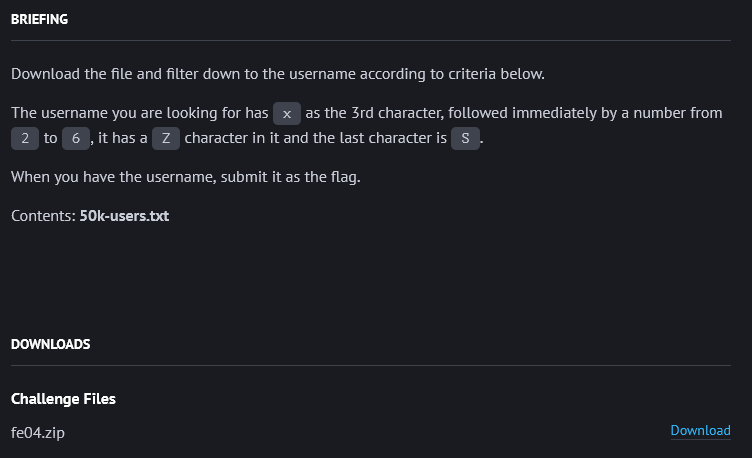 BRIEFING
Download the file and filter down to the username according to criteria below.
The username you are looking for has x as the 3rd character, followed immediately by a number from
2 to 6, it has a Z character in it and the last character is S.
When you have the username, submit it as the flag.
Contents: 50k-users.txt
DOWNLOADS
Challenge Files
fe04.zip
Download